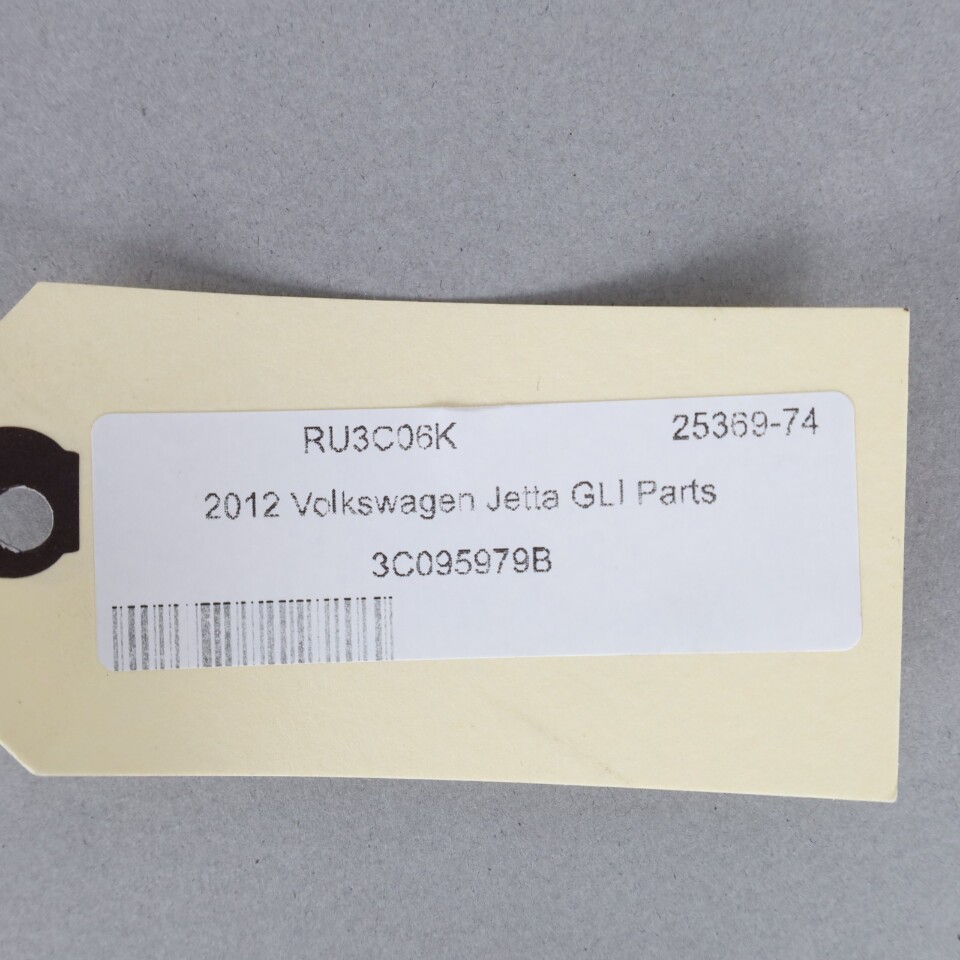 RU3C06K 25369-74
2012 Volkswagen Jetta GLI Parts
3C095979B